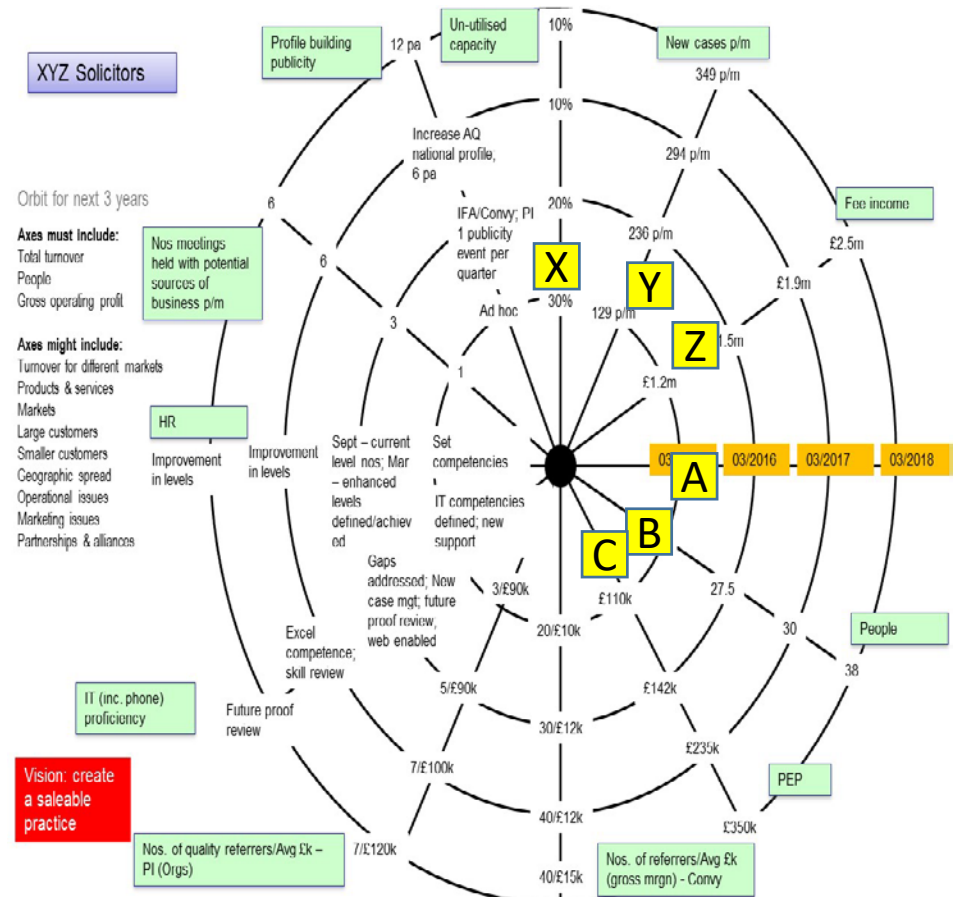 XYZ Solicitors
Profile building
publicity
12 pa
Un-utilised
capacity
10%
New cases p/m
349 p/m
10%
294 p/m
Increase AQ
national profile;
6 pa
Orbit for next 3 years
Axes must include:
Total turnover
People
Gross operating profit
Axes might include:
Turnover for different markets
Products & services
Markets
Large customers
Smaller customers
Geographic spread
Operational issues
Marketing issues
Partnerships & alliances
6
Nos meetings
held with potential
sources of
business p/m
6
3
1
IFA/Convy; PI
1 publicity
event per
quarter
Ad hoc
20%
X
30%
236 p/m
Y
129 p/m
Fee income
£2.5m
£1.9m
Z
1.5m
£1.2m
HR
Improvement
in levels
Improvement
in levels
Sept – current
level nos; Mar
– enhanced
levels
defined/achiev
ed
Set
competencies
IT competencies
defined; new
support
03
A
03/2016
03/2017
03/2018
B
C
Gaps
addressed; New
case mgt; future
proof review;
web enabled
3/£90k
20/£10k
£110k
27.5
30
People
38
Excel
competence;
skill review
5/£90k
30/£12k
£142k
IT (inc. phone)
proficiency
Future proof
review
£235k
Vision: create
a saleable
practice
7/£100k
40/£12k
PEP
£350k
Nos. of quality referrers/Avg £k –
PI (Orgs)
7/£120k
40/£15k
Nos. of referrers/Avg £k
(gross mrgn) - Convy